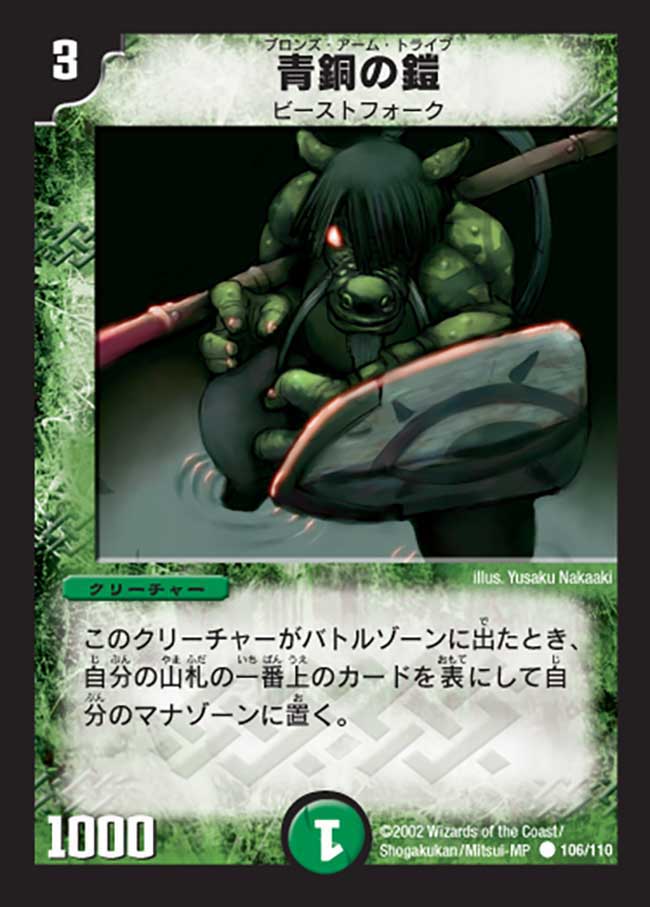 3
ブロンズ・アーム・トライブ
青銅の鎧
ビーストフォーク
illus. Yusaku Nakaaki
クリーチャー
このクリーチャーがバトルゾーンに出たとき、
自分の山札の一番上のカードを表にして自
分のマナゾーンに置く。
1000
1
©2002 Wizards of the Coast/
Shogakukan/Mitsui-MP 106/110